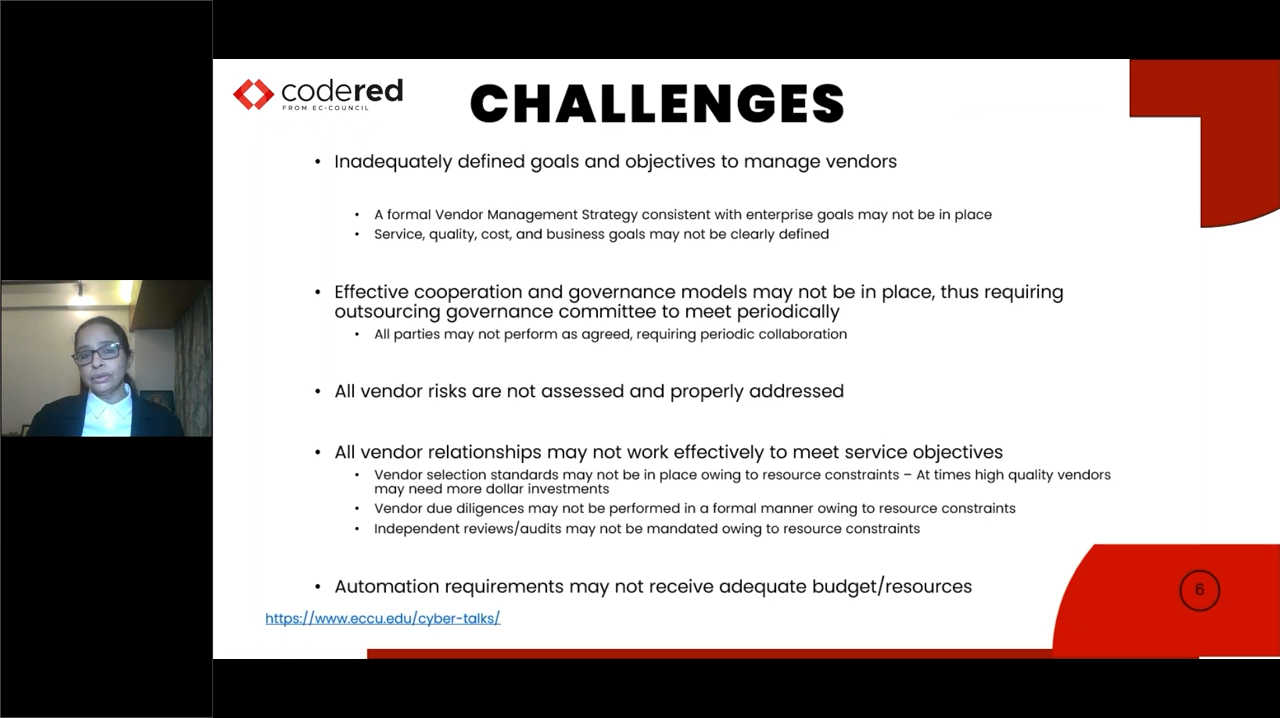 codered
FROM EC-COUNCIL
CHALLENGES
• Inadequately defined goals and objectives to manage vendors
• A formal Vendor Management Strategy consistent with enterprise goals may not be in place
• Service, quality, cost, and business goals may not be clearly defined
• Effective cooperation and governance models may not be in place, thus requiring
outsourcing governance committee to meet periodically
• All parties may not perform as agreed, requiring periodic collaboration
• All vendor risks are not assessed and properly addressed
• All vendor relationships may not work effectively to meet service objectives
• Vendor selection standards may not be in place owing to resource constraints – At times high quality vendors
may need more dollar investments
• Vendor due diligences may not be performed in a formal manner owing to resource constraints
• Independent reviews/audits may not be mandated owing to resource constraints
• Automation requirements may not receive adequate budget/resources
https://www.eccu.edu/cyber-talks/
6